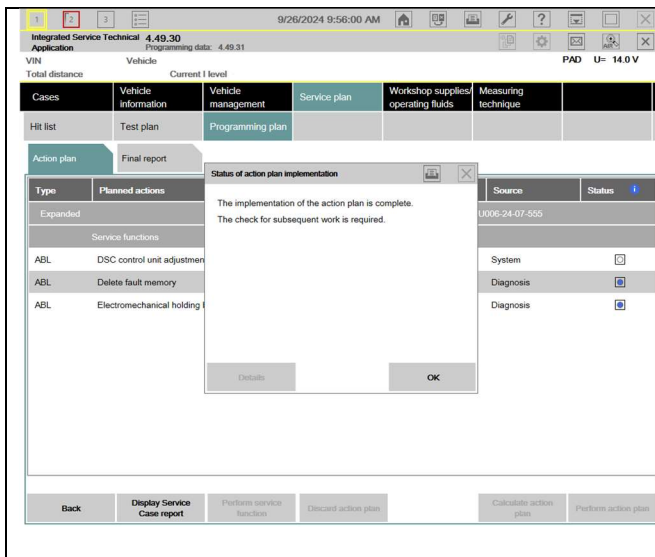 1 2 3 9/26/2024 9:56:00 AM ?
Integrated Service Technical 4.49.30
Application Programming data: 4.49.31
VIN Vehicle PAD U= 14.0 V
Total distance Current I level
Cases Vehicle information Vehicle management Service plan Workshop supplies/ operating fluids Measuring technique
Hit list Test plan Programming plan
Action plan Final report
Status of action plan implementation
The implementation of the action plan is complete.
The check for subsequent work is required.
Details OK
Type Planned actions Source Status i
Expanded U006-24-07-555
Service functions
ABL DSC control unit System
ABL Delete fault memory Diagnosis
ABL Electromechanical holding Diagnosis
Back Display Service Case report Perform service function Discard action plan Calculate action plan Perform action plan